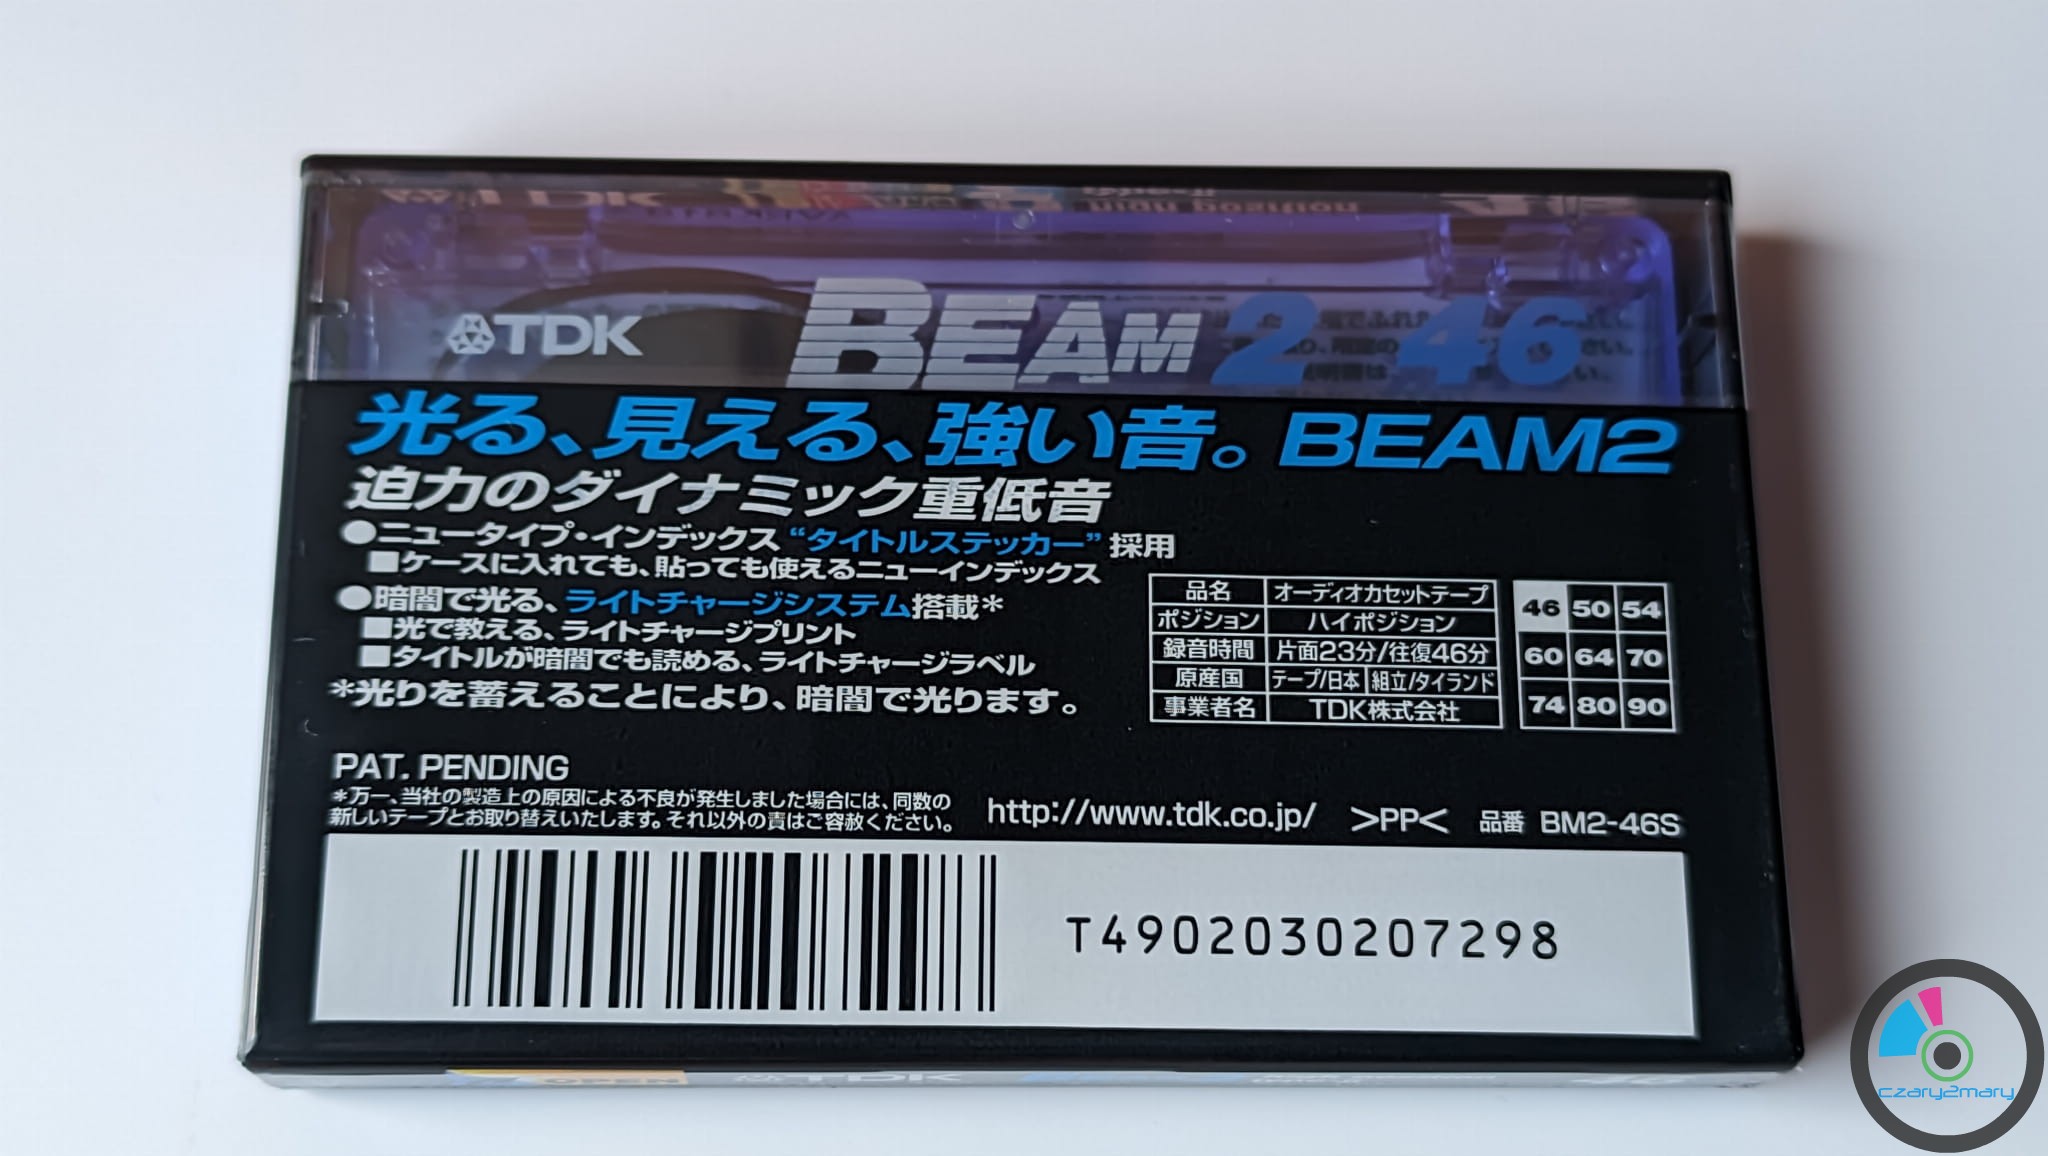 TDK
high position
TDK BEAM 2 46
光る、見える、強い音。BEAM2
迫力のダイナミック重低音
●ニュータイプ・インデックス“タイトルステッカー”採用
■ケースに入れても、貼っても使えるニューインデックス
●暗闇で光る、ライトチャージシステム搭載*
■光で教える、ライトチャージプリント
■タイトルが暗闇でも読める、ライトチャージラベル
*光りを蓄えることにより、暗闇で光ります。
品名 オーディオカセットテープ
ポジション ハイポジション
録音時間 片面23分/往復46分
原産国 テープ/日本 組立/タイランド
事業者名 TDK株式会社
46 50 54
60 64 70
74 80 90
PAT. PENDING
*万一、当社の製造上の原因による不良が発生しました場合には、同数の
新しいテープとお取り替えいたします。それ以外の責はご容赦ください。
http://www.tdk.co.jp/ >PP< 品番 BM2-46S
T4902030207298
OPEN TDK 46
czary2mary